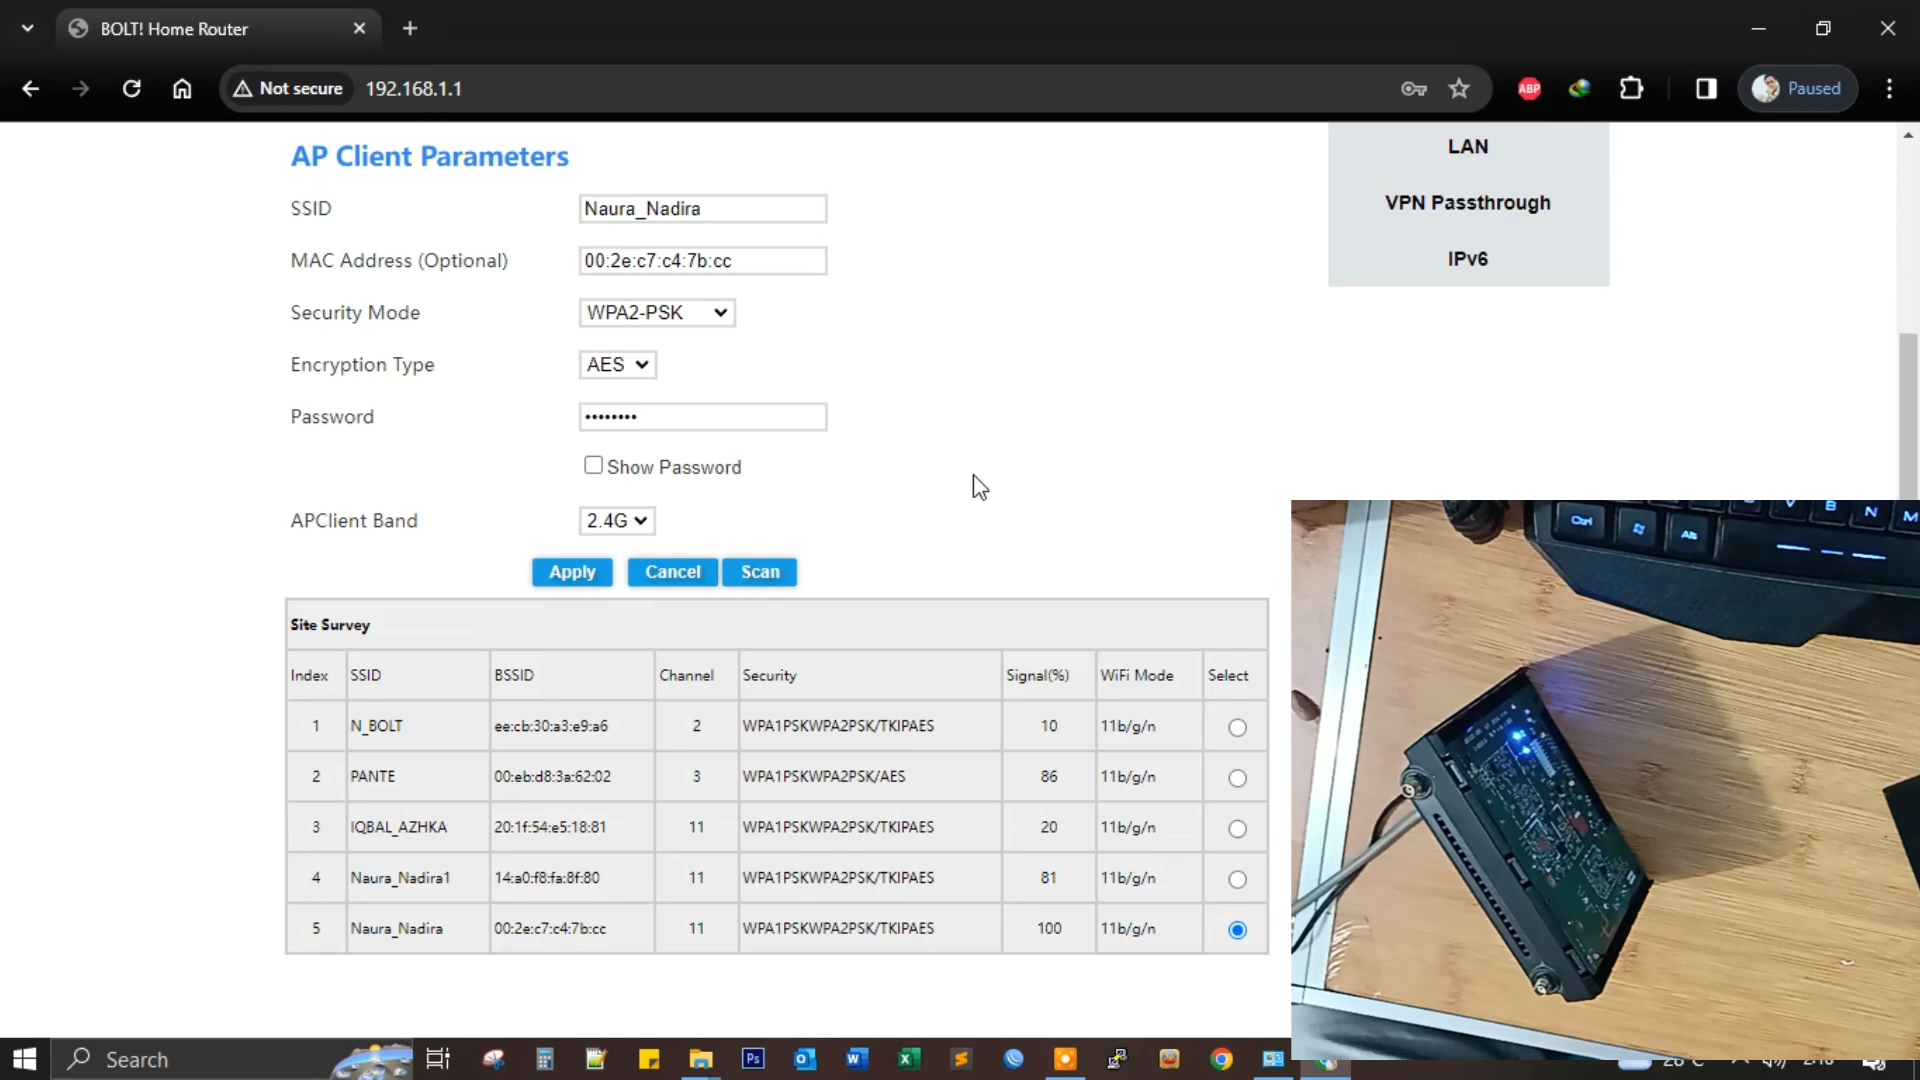 BOLT! Home Router
Not secure 192.168.1.1
ABP
Paused
AP Client Parameters
SSID Naura_Nadira
MAC Address (Optional) 00:2e:c7:c4:7b:cc
Security Mode WPA2-PSK
Encryption Type AES
Password ••••••••
Show Password
APClient Band 2.4G
Apply Cancel Scan
LAN
VPN Passthrough
IPv6
Site Survey
Index SSID BSSID Channel Security Signal(%) WiFi Mode Select
1 N_BOLT ee:cb:30:a3:e9:a6 2 WPA1PSKWPA2PSK/TKIPAES 10 11b/g/n
2 PANTE 00:eb:d8:3a:62:02 3 WPA1PSKWPA2PSK/AES 86 11b/g/n
3 IQBAL_AZHKA 20:1f:54:e5:18:81 11 WPA1PSKWPA2PSK/TKIPAES 20 11b/g/n
4 Naura_Nadira1 14:a0:f8:fa:8f:80 11 WPA1PSKWPA2PSK/TKIPAES 81 11b/g/n
5 Naura_Nadira 00:2e:c7:c4:7b:cc 11 WPA1PSKWPA2PSK/TKIPAES 100 11b/g/n
Ctrl Alt
B N M
Search
Ps